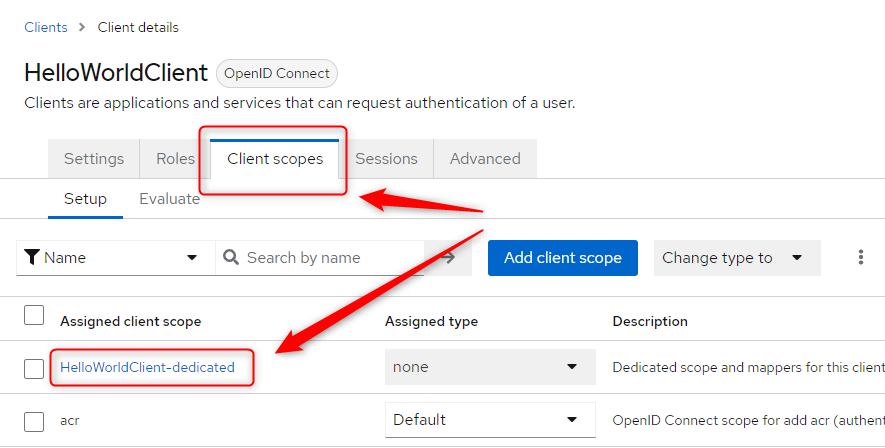 Clients > Client details
HelloWorldClient OpenID Connect
Clients are applications and services that can request authentication of a user.
Settings Roles Client scopes Sessions Advanced
Setup Evaluate
Name Search by name Add client scope Change type to
Assigned client scope Assigned type Description
HelloWorldClient-dedicated none Dedicated scope and mappers for this client
acr Default OpenID Connect scope for add acr (authent